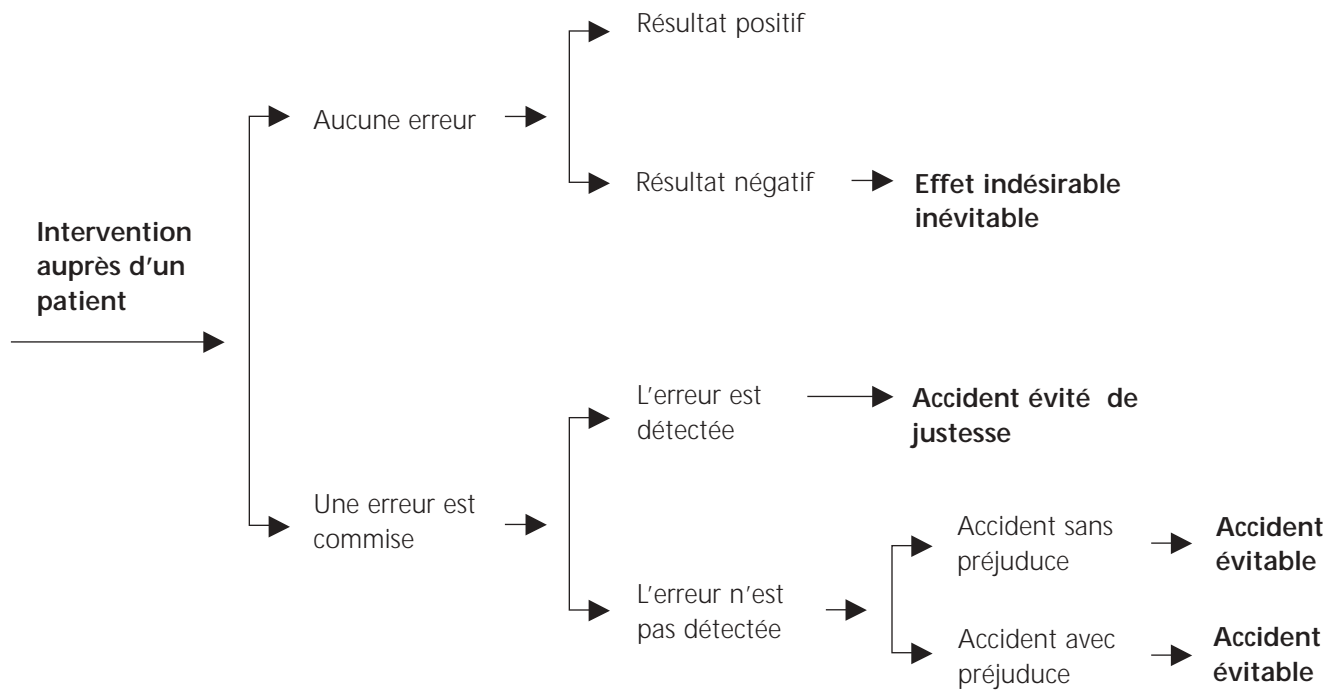 Résultat positif
Aucune erreur
Résultat négatif
Effet indésirable
inévitable
Intervention
auprès d'un
patient
L'erreur est
détectée
Accident évité de
justesse
Une erreur est
commise
Accident sans
préjuduce
Accident
évitable
L'erreur n'est
pas détectée
Accident avec
préjuduce
Accident
évitable